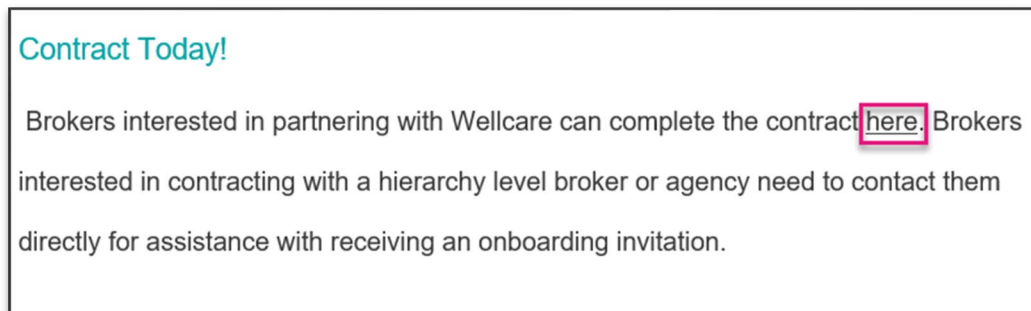 Contract Today!
Brokers interested in partnering with Wellcare can complete the contract here. Brokers
interested in contracting with a hierarchy level broker or agency need to contact them
directly for assistance with receiving an onboarding invitation.